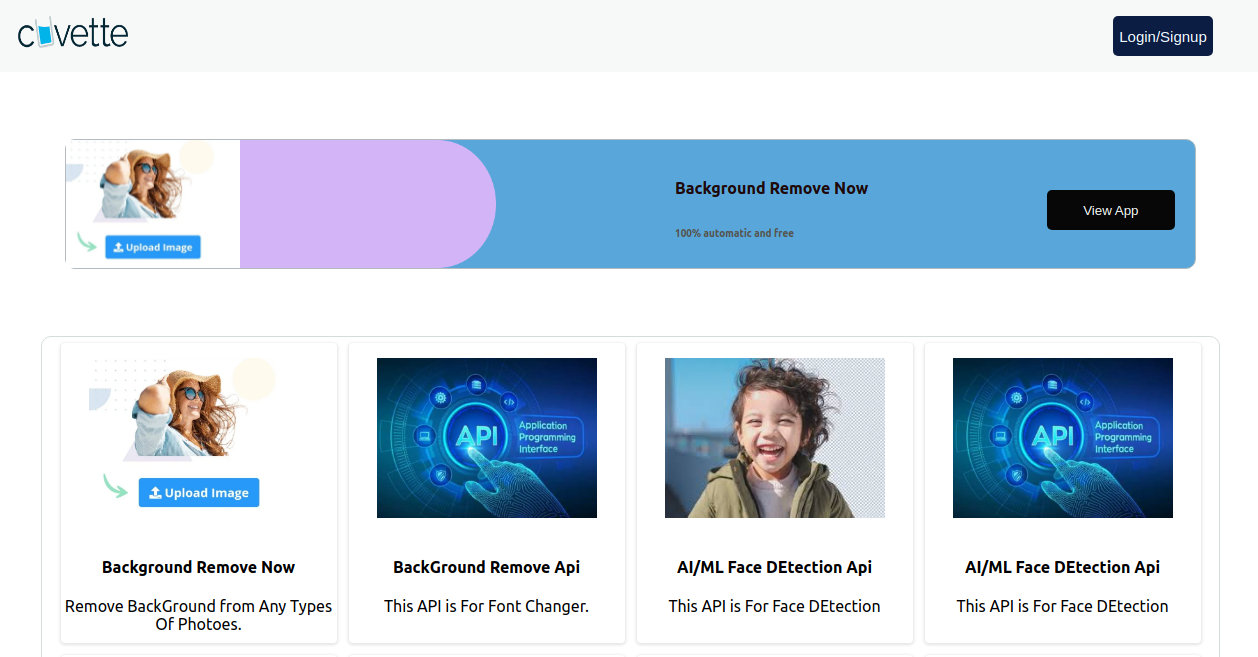 cuvette
Login/Signup
Background Remove Now
100% automatic and free
View App
Upload Image
Upload Image
API
Application
Programming
Interface
API
Application
Programming
Interface
Background Remove Now
BackGround Remove Api
AI/ML Face DEtection Api
AI/ML Face DEtection Api
Remove BackGround from Any Types
Of Photoes.
This API is For Font Changer.
This API is For Face DEtection
This API is For Face DEtection